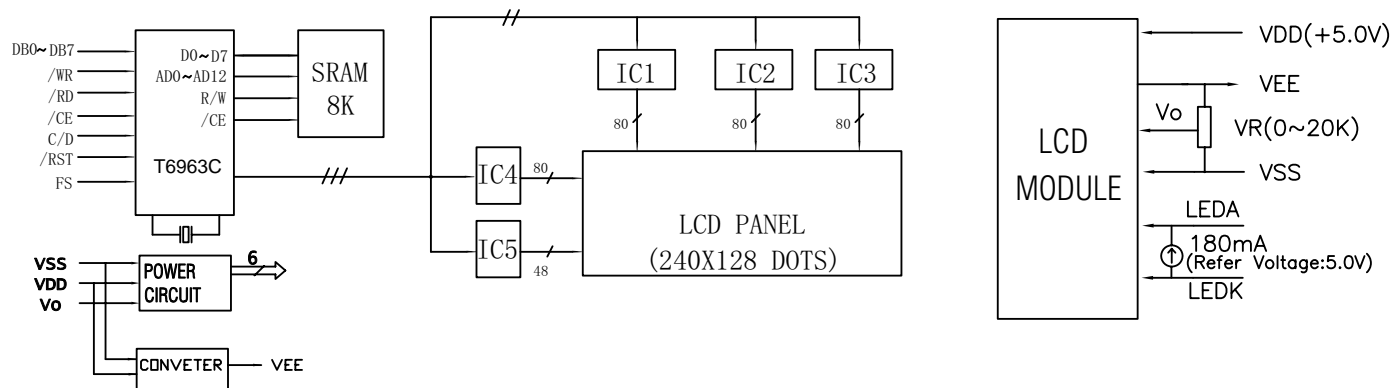 DB0~DB7
/WR
/RD
/CE
C/D
/RST
FS
D0~D7
AD0~AD12
R/W
/CE
T6963C
SRAM
8K
IC1
IC2
IC3
80
80
80
IC4
80
IC5
48
LCD PANEL
(240X128 DOTS)
VSS
VDD
Vo
POWER
CIRCUIT
6
CONVETER
VEE
LCD
MODULE
VDD(+5.0V)
VEE
Vo
VR(0~20K)
VSS
LEDA
180mA
(Refer Voltage:5.0V)
LEDK